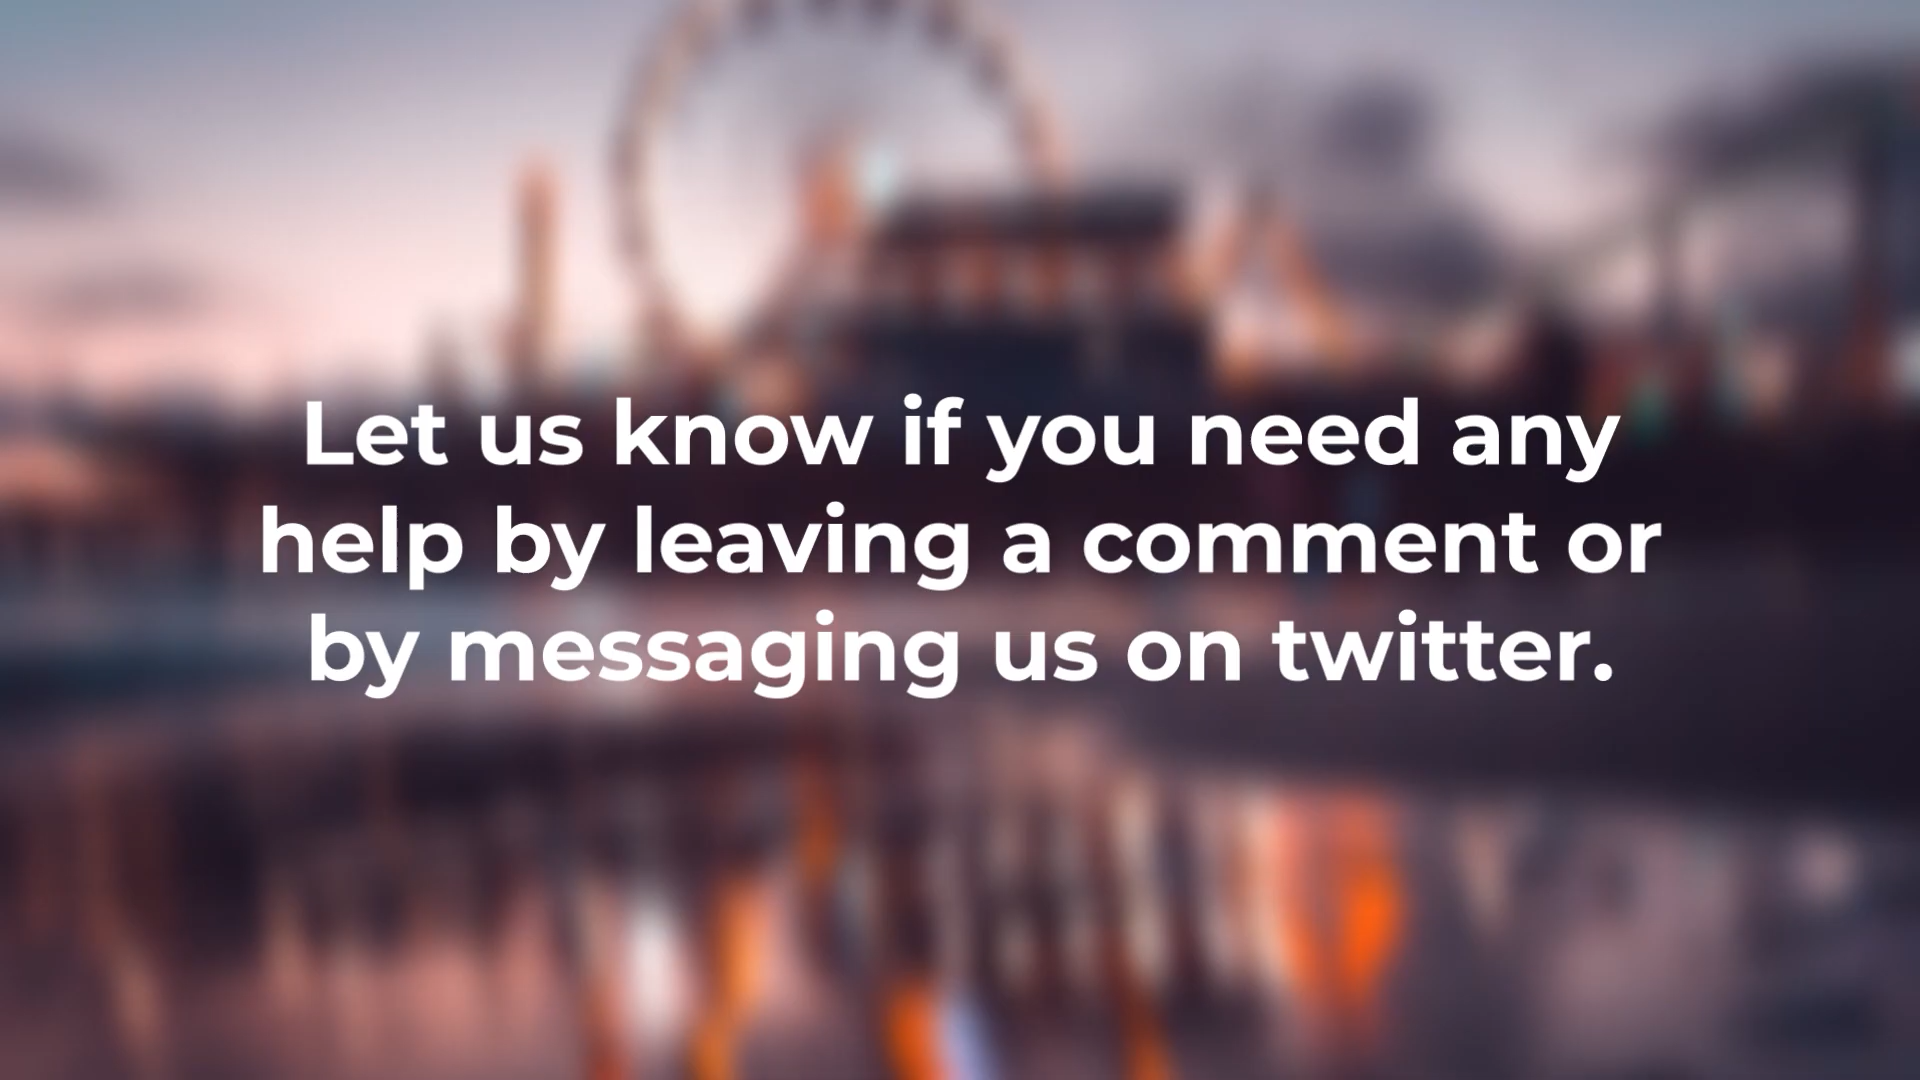 Let us know if you need any
help by leaving a comment or
by messaging us on twitter.